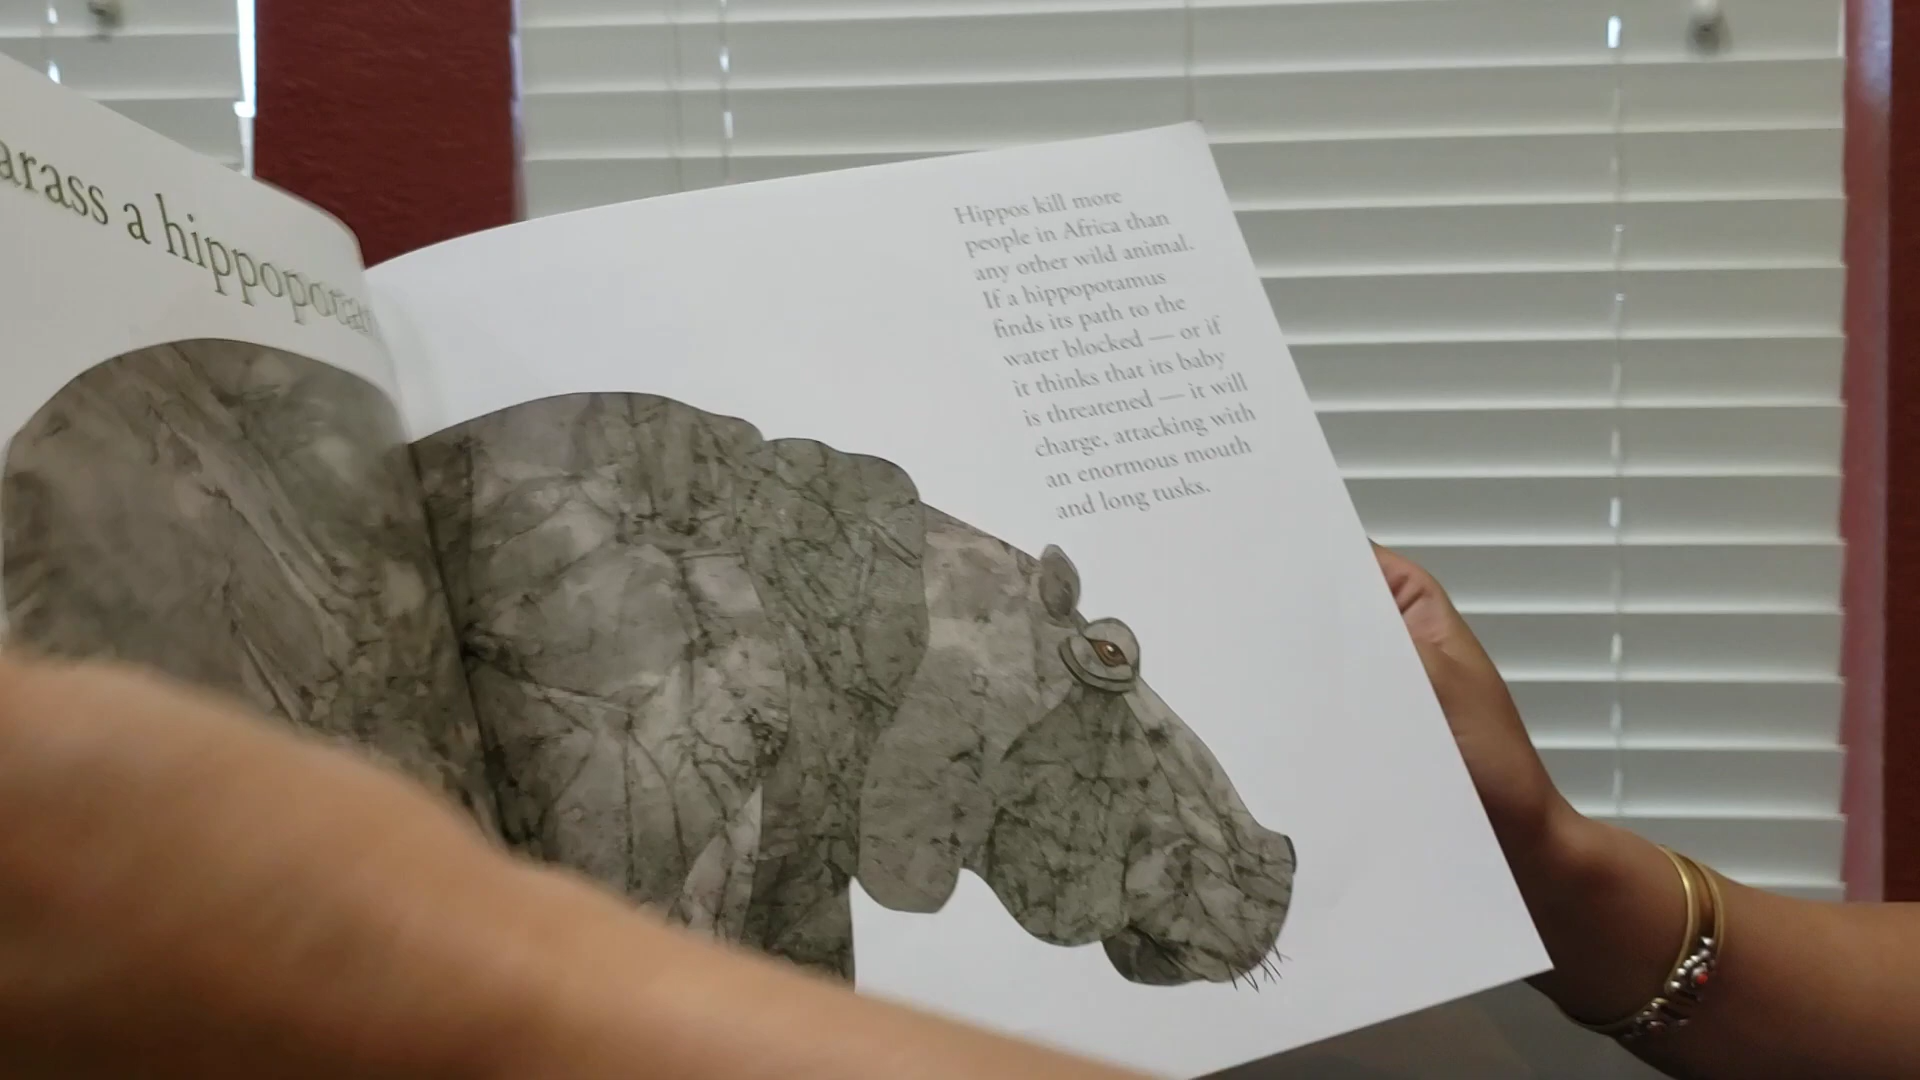 arass a hippopota
Hippos kill more
people in Africa than
any other wild animal.
If a hippopotamus
finds its path to the
water blocked — or if
it thinks that its baby
is threatened — it will
charge, attacking with
an enormous mouth
and long tusks.